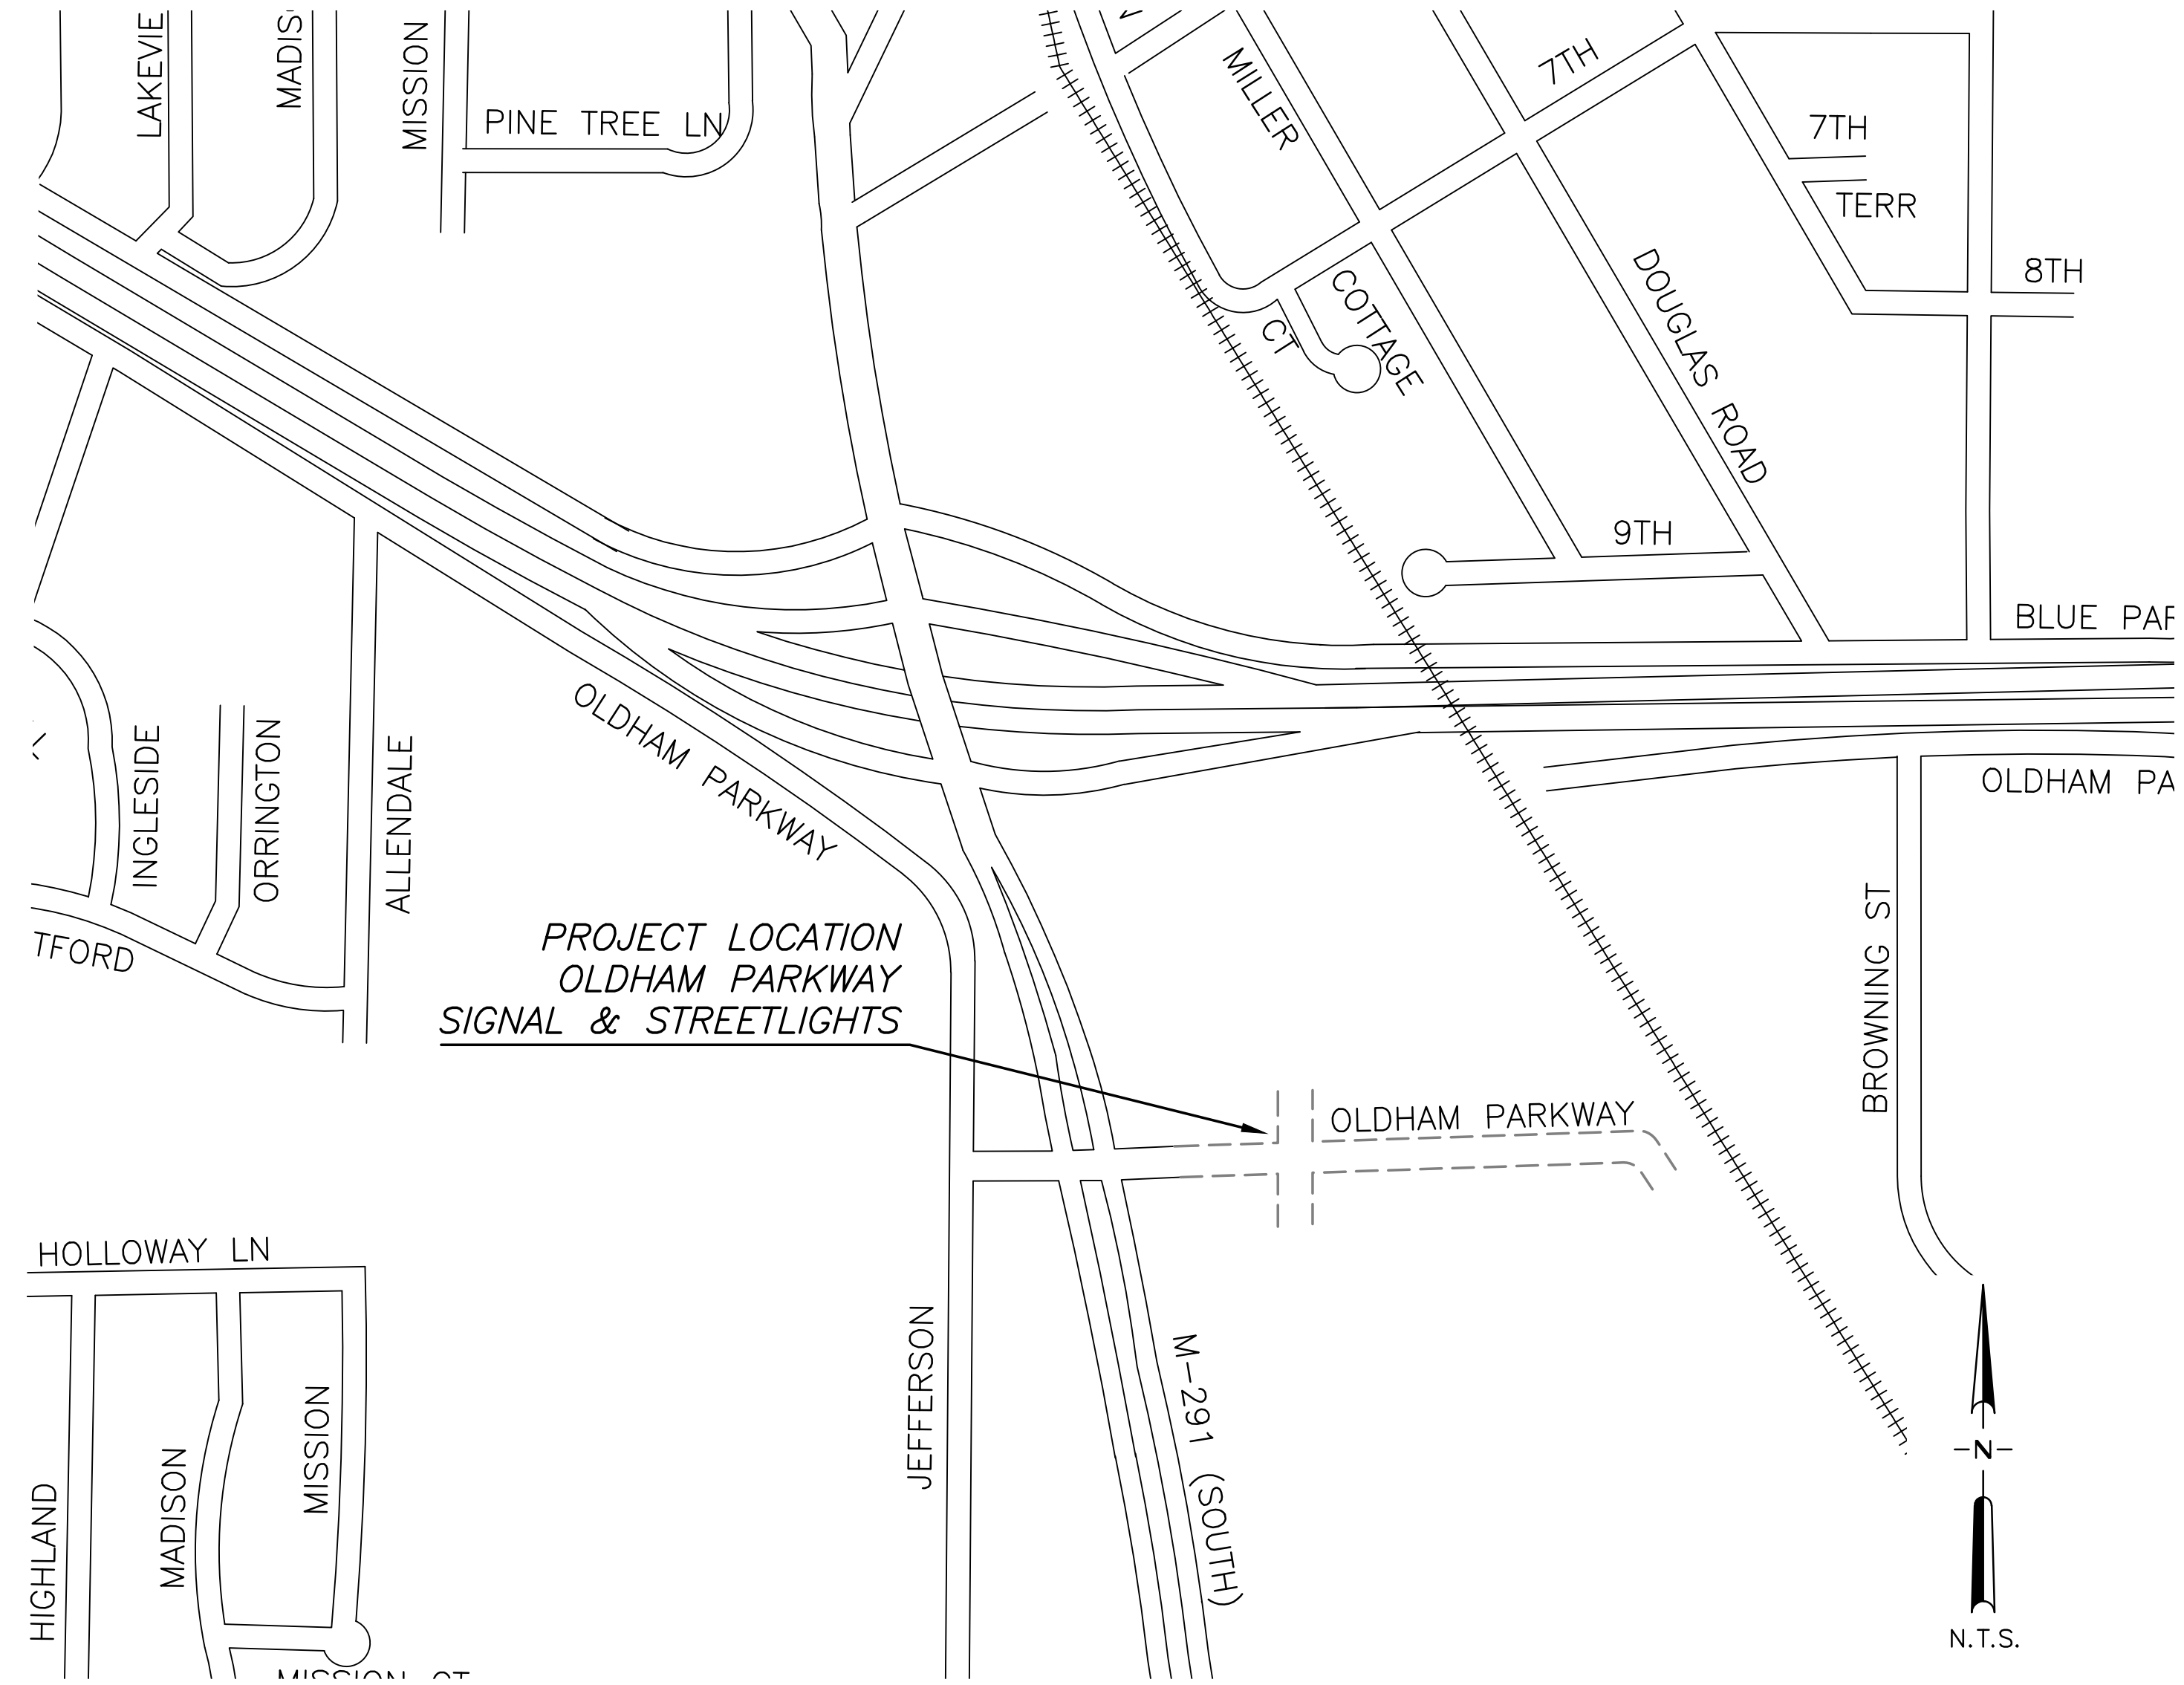 LAKEVIE
MADIS
MISSION
PINE TREE LN
MILLER
7TH
7TH
TERR
8TH
COTTAGE
CT
DOUGLAS ROAD
9TH
BLUE PAR
OLDHAM PA
OLDHAM PARKWAY
INGLESIDE
ORRINGTON
ALLENDALE
TFORD
PROJECT LOCATION
OLDHAM PARKWAY
SIGNAL & STREETLIGHTS
OLDHAM PARKWAY
BROWNING ST
HOLLOWAY LN
HIGHLAND
MADISON
MISSION
MISSION CT
JEFFERSON
M-291 (SOUTH)
N
N.T.S.